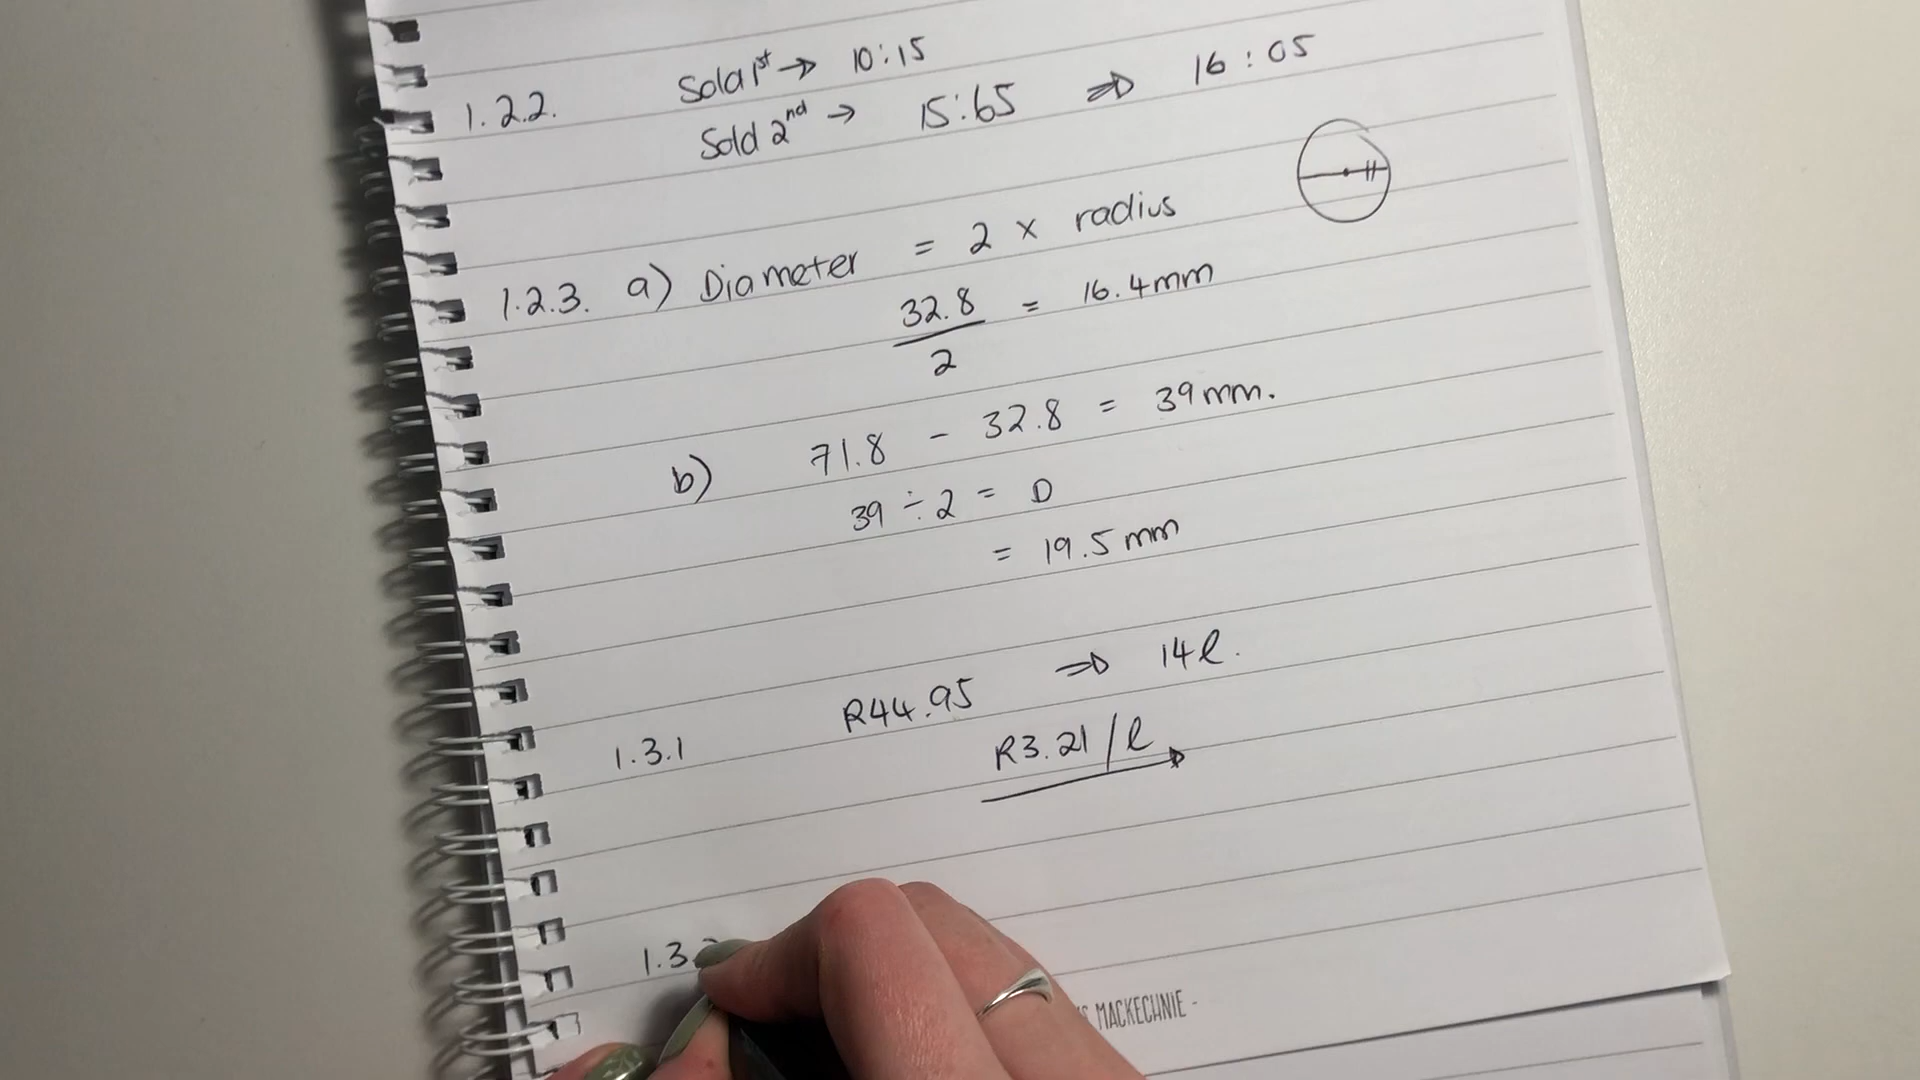 1.2.2. Sold 1st → 10:15
Sold 2nd → 15:65 ⇒ 16:05
1.2.3. a) Diameter = 2 × radius
32.8 / 2 = 16.4mm
b) 71.8 - 32.8 = 39mm.
39 ÷ 2 = D
= 19.5mm
1.3.1 R44.95 ⇒ 14ℓ.
R3.21/ℓ
1.3
MACKECHNIE -